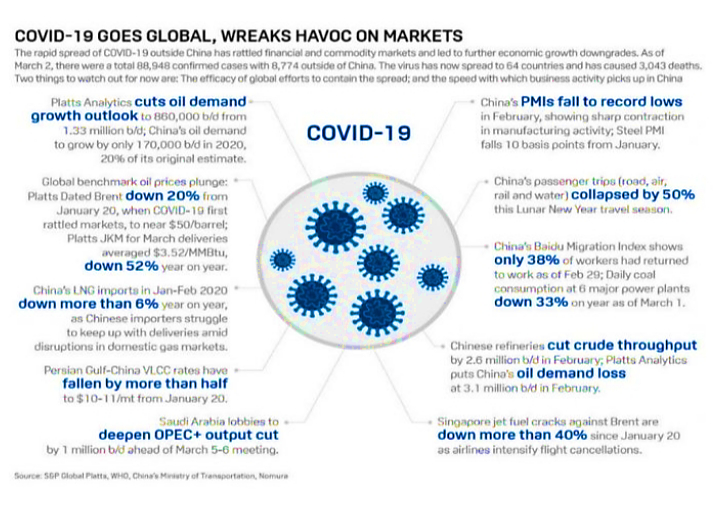 COVID-19 GOES GLOBAL, WREAKS HAVOC ON MARKETS
The rapid spread of COVID-19 outside China has rattled financial and commodity markets and led to further economic growth downgrades. As of
March 2, there were a total 88,948 confirmed cases with 8,774 outside of China. The virus has now spread to 64 countries and has caused 3,043 deaths.
Two things to watch out for now are: The efficacy of global efforts to contain the spread; and the speed with which business activity picks up in China
COVID-19
Platts Analytics cuts oil demand
growth outlook to 860,000 b/d from
1.33 million b/d; China's oil demand
to grow by only 170,000 b/d in 2020,
20% of its original estimate.
Global benchmark oil prices plunge:
Platts Dated Brent down 20% from
January 20, when COVID-19 first
rattled markets, to near $50/barrel;
Platts JKM for March deliveries
averaged $3.52/MMBtu,
down 52% year on year.
China's LNG imports in Jan-Feb 2020
down more than 6% year on year,
as Chinese importers struggle
to keep up with deliveries amid
disruptions in domestic gas markets.
Persian Gulf-China VLCC rates have
fallen by more than half
to $10-11/mt from January 20.
Saudi Arabia lobbies to
deepen OPEC+ output cut
by 1 million b/d ahead of March 5-6 meeting.
China's PMIs fall to record lows
in February, showing sharp contraction
in manufacturing activity; Steel PMI
falls 10 basis points from January.
China's passenger trips (road, air,
rail and water) collapsed by 50%
this Lunar New Year travel season.
China's Baidu Migration Index shows
only 38% of workers had returned
to work as of Feb 29; Daily coal
consumption at 6 major power plants
down 33% on year as of March 1.
Chinese refineries cut crude throughput
by 2.6 million b/d in February; Platts Analytics
puts China's oil demand loss
at 3.1 million b/d in February.
Singapore jet fuel cracks against Brent are
down more than 40% since January 20
as airlines intensify flight cancellations.
Source: S&P Global Platts, WHO, China's Ministry of Transportation, Nomura